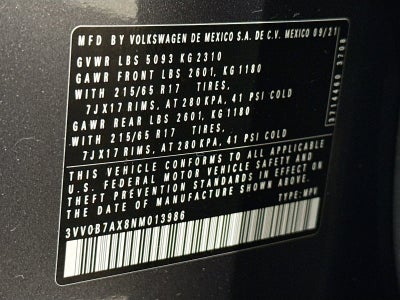 MFD BY VOLKSWAGEN DE MEXICO S.A. DE C.V. MEXICO 09/21
GVWR LBS 5093 KG 2310
GAWR FRONT LBS 2601, KG 1180
WITH 215/65 R17 TIRES,
7JX17 RIMS, AT 280 KPA, 41 PSI COLD
GAWR REAR LBS 2601, KG 1180
WITH 215/65 R17 TIRES,
7JX17 RIMS, AT 280 KPA, 41 PSI COLD
THIS VEHICLE CONFORMS TO ALL APPLICABLE
U.S. FEDERAL MOTOR VEHICLE SAFETY AND
THEFT PREVENTION STANDARDS IN EFFECT ON
THE DATE OF MANUFACTURE SHOWN ABOVE.
3VV0B7AX8NM013986 TYPE: MPV
3708